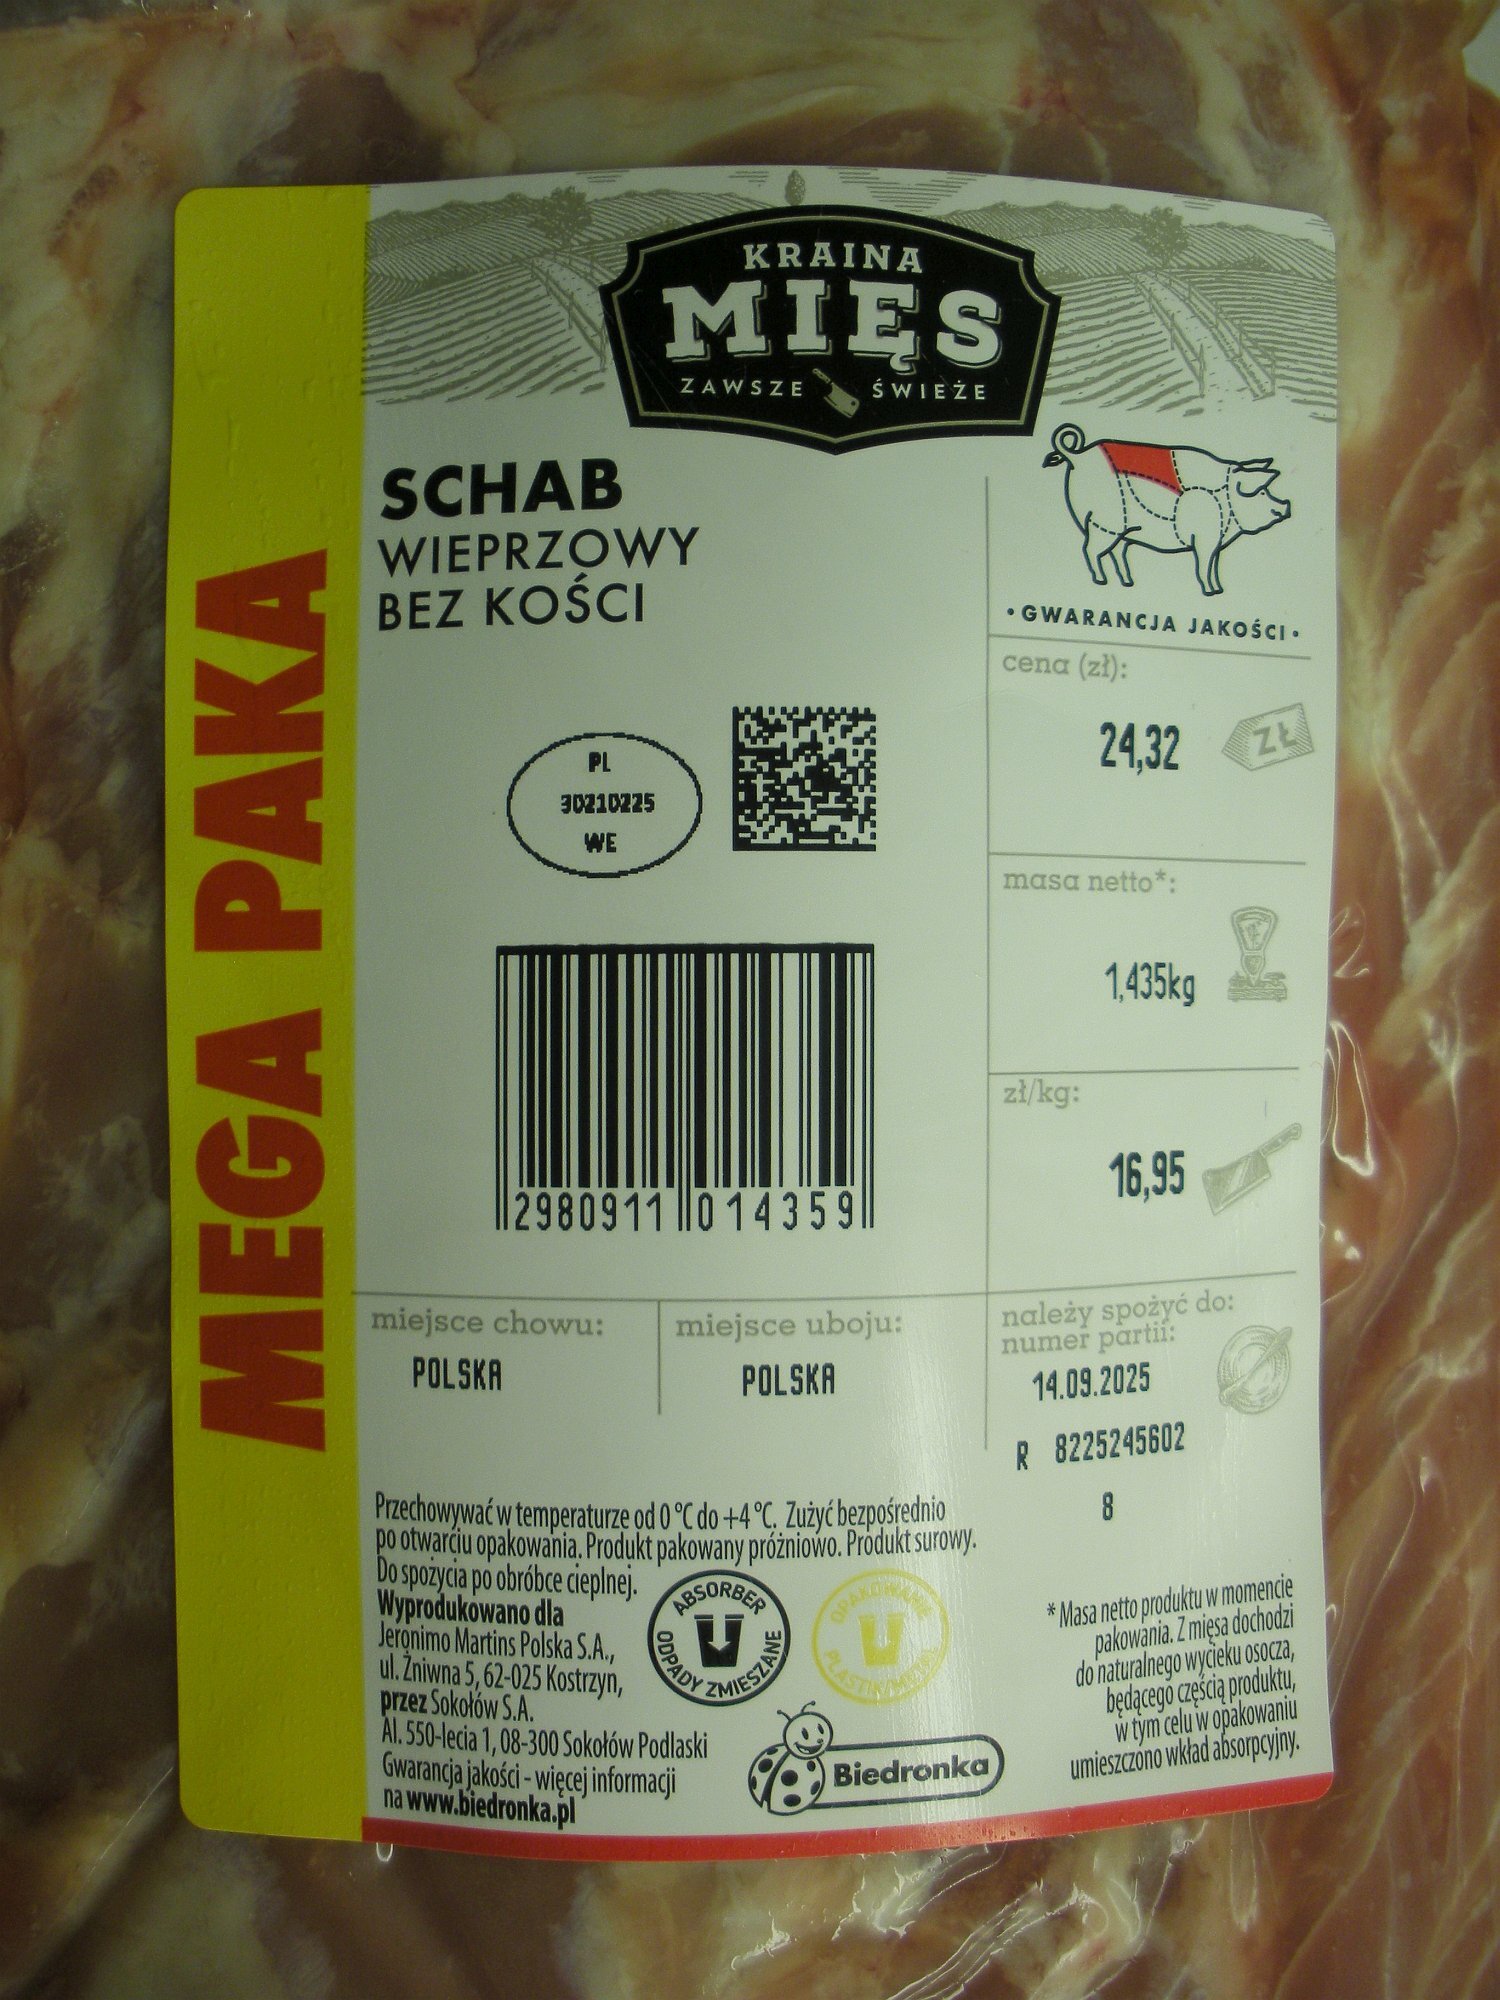 MEGA PAKA
KRAINA
MIĘS
ZAWSZE ŚWIEŻE
SCHAB
WIEPRZOWY
BEZ KOŚCI
•GWARANCJA JAKOŚCI•
cena (zł):
24,32
ZŁ
PL
30210225
WE
masa netto*:
1,435kg
zł/kg:
16,95
2980911 014359
miejsce chowu:
POLSKA
miejsce uboju:
POLSKA
należy spożyć do:
numer partii:
14.09.2025
R 8225245602
8
Przechowywać w temperaturze od 0 °C do +4 °C. Zużyć bezpośrednio
po otwarciu opakowania. Produkt pakowany próżniowo. Produkt surowy.
Do spożycia po obróbce cieplnej.
Wyprodukowano dla
Jeronimo Martins Polska S.A.,
ul. Żniwna 5, 62-025 Kostrzyn,
przez Sokołów S.A.
Al. 550-lecia 1, 08-300 Sokołów Podlaski
Gwarancja jakości - więcej informacji
na www.biedronka.pl
ABSORBER
ODPADY ZMIESZANE
OPAKOWANIE
PLASTIK/METAL
Biedronka
* Masa netto produktu w momencie
pakowania. Z mięsa dochodzi
do naturalnego wycieku osocza,
będącego częścią produktu,
w tym celu w opakowaniu
umieszczono wkład absorpcyjny.